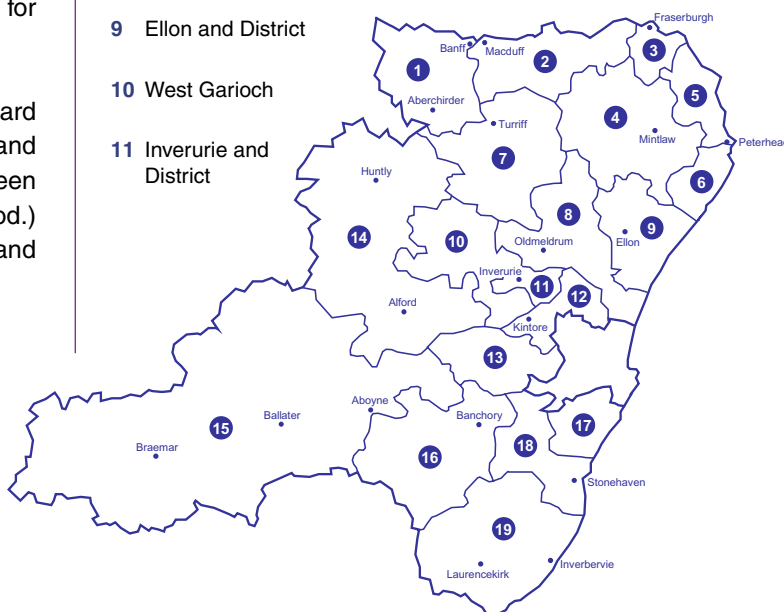 for
ard
and
een
od.)
and
9 Ellon and District
10 West Garioch
11 Inverurie and
District
Fraserburgh
Banff
Macduff
3
1
2
5
Aberchirder
4
Turriff
Mintlaw
Peterhead
7
Huntly
6
8
14
10
9
Oldmeldrum
Ellon
Inverurie
11
12
Alford
Kintore
13
Aboyne
Ballater
Banchory
15
17
Braemar
18
16
Stonehaven
19
Inverbervie
Laurencekirk